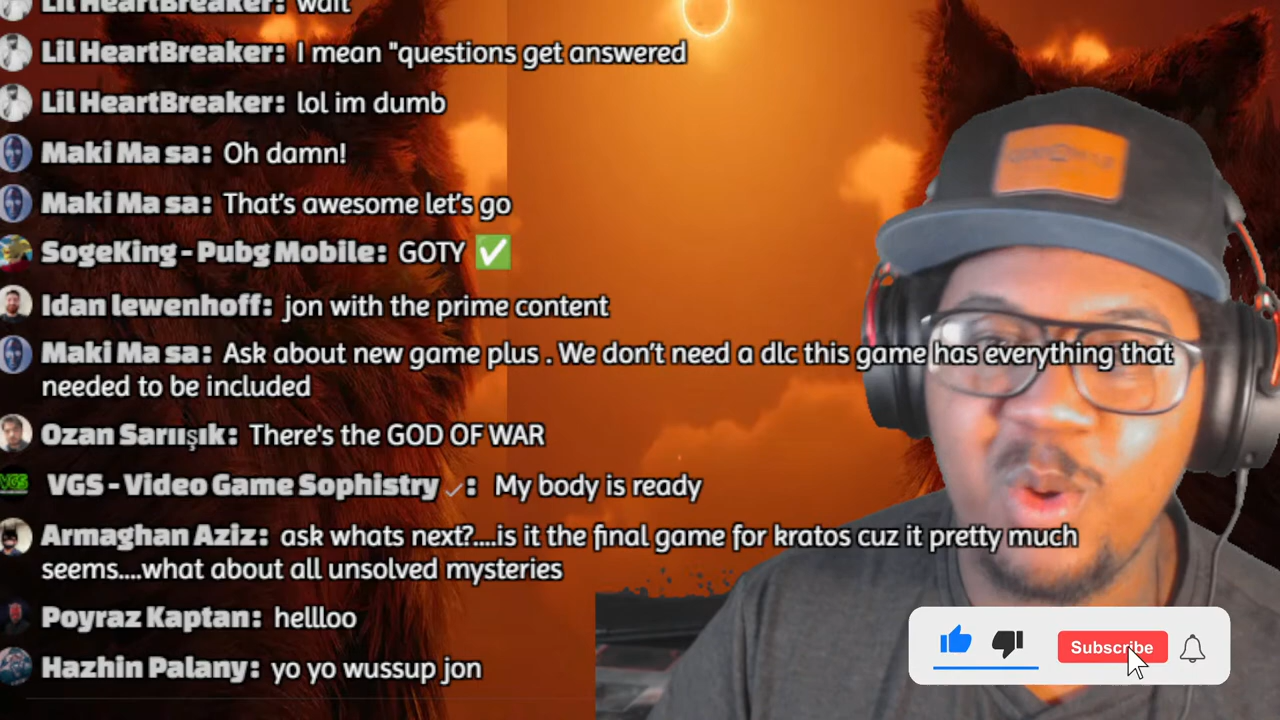 Lil HeartBreaker: wait
Lil HeartBreaker: I mean "questions get answered
Lil HeartBreaker: lol im dumb
Maki Ma sa: Oh damn!
Maki Ma sa: That's awesome let's go
SogeKing - Pubg Mobile: GOTY ✅
Idan lewenhoff: jon with the prime content
Maki Ma sa: Ask about new game plus . We don't need a dlc this game has everything that
needed to be included
Ozan Sarıışık: There's the GOD OF WAR
VGS - Video Game Sophistry ✓: My body is ready
Armaghan Aziz: ask whats next?....is it the final game for kratos cuz it pretty much
seems....what about all unsolved mysteries
Poyraz Kaptan: hellloo
Hazhin Palany: yo yo wussup jon
Subscribe